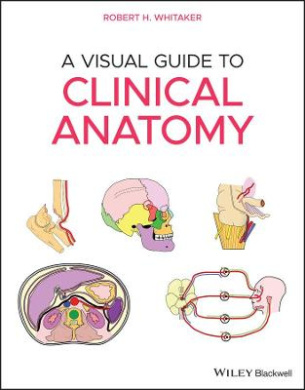 ROBERT H. WHITAKER
A VISUAL GUIDE TO
CLINICAL
ANATOMY
WILEY Blackwell